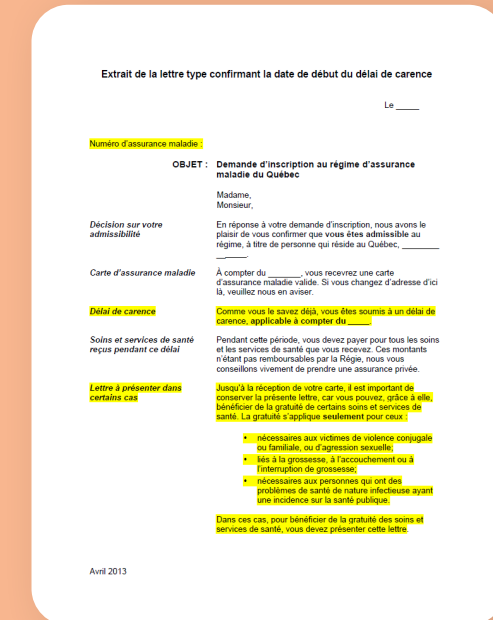 Extrait de la lettre type confirmant la date de début du délai de carence
Le _____
Numéro d'assurance maladie :
OBJET : Demande d'inscription au régime d'assurance
maladie du Québec
Madame,
Monsieur,
Décision sur votre
admissibilité
En réponse à votre demande d'inscription, nous avons le
plaisir de vous confirmer que vous êtes admissible au
régime, à titre de personne qui réside au Québec, ________
__ _____.
Carte d'assurance maladie
À compter du _______, vous recevrez une carte
d'assurance maladie valide. Si vous changez d'adresse d'ici
là, veuillez nous en aviser.
Délai de carence
Comme vous le savez déjà, vous êtes soumis à un délai de
carence, applicable à compter du _____.
Soins et services de santé
reçus pendant ce délai
Pendant cette période, vous devez payer pour tous les soins
et les services de santé que vous recevez. Ces montants
n'étant pas remboursables par la Régie, nous vous
conseillons vivement de prendre une assurance privée.
Lettre à présenter dans
certains cas
Jusqu'à la réception de votre carte, il est important de
conserver la présente lettre, car vous pouvez, grâce à elle,
bénéficier de la gratuité de certains soins et services de
santé. La gratuité s'applique seulement pour ceux :
• nécessaires aux victimes de violence conjugale
ou familiale, ou d'agression sexuelle;
• liés à la grossesse, à l'accouchement ou à
l'interruption de grossesse;
• nécessaires aux personnes qui ont des
problèmes de santé de nature infectieuse ayant
une incidence sur la santé publique.
Dans ces cas, pour bénéficier de la gratuité des soins et
services de santé, vous devez présenter cette lettre.
Avril 2013